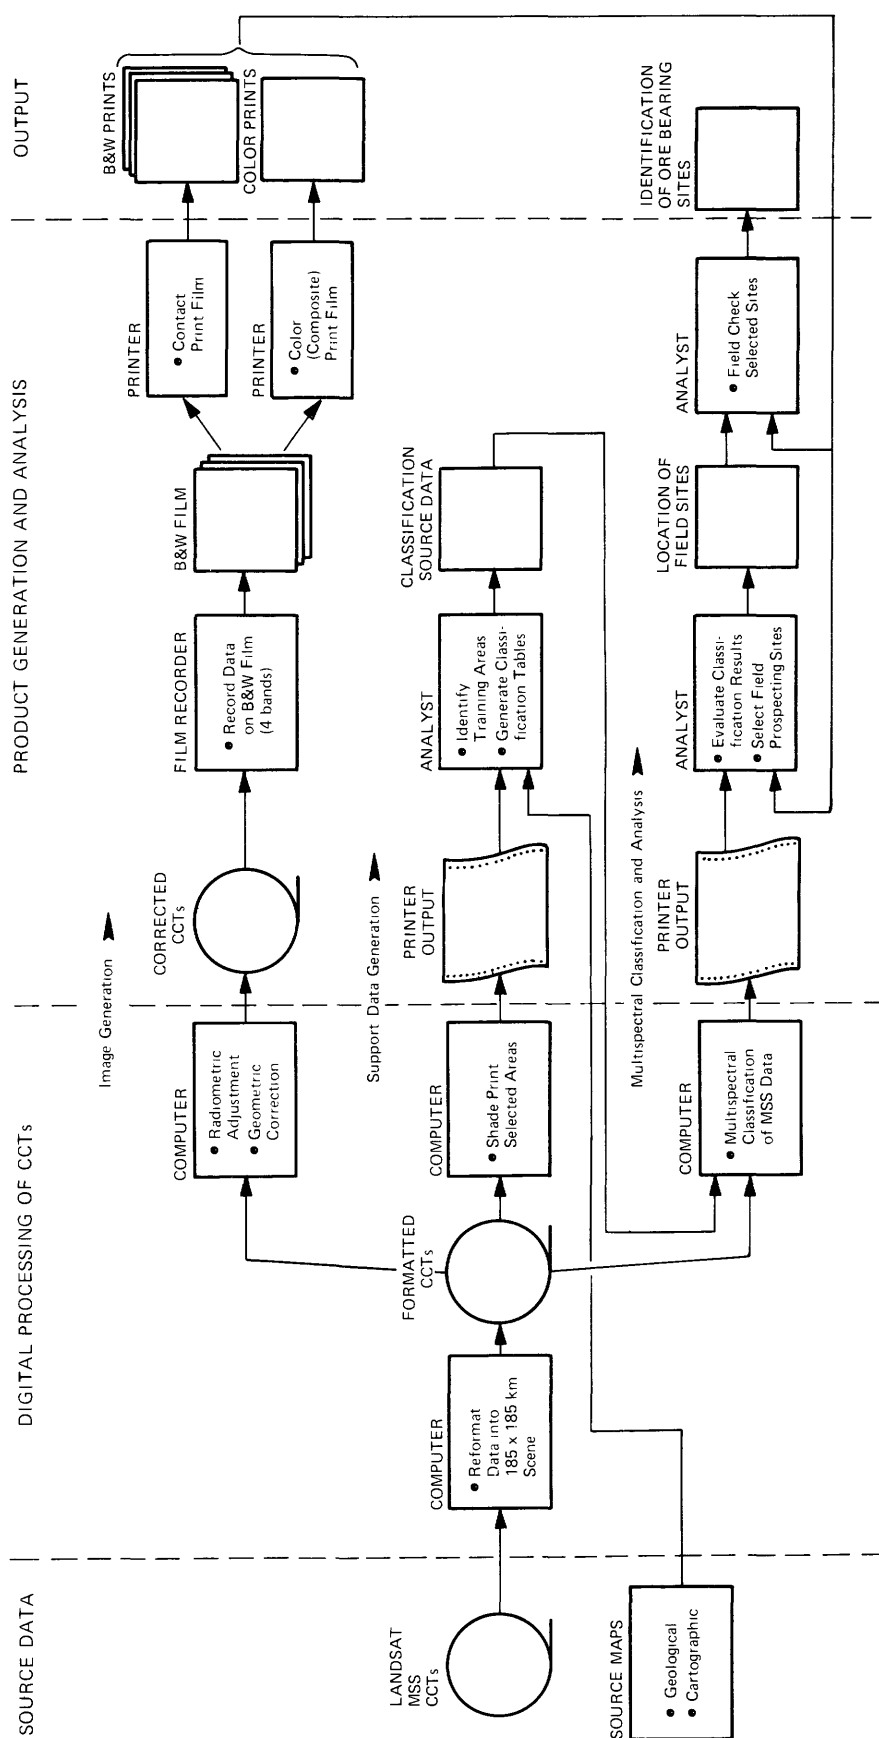 SOURCE DATA
DIGITAL PROCESSING OF CCTs
PRODUCT GENERATION AND ANALYSIS
OUTPUT
Image Generation
COMPUTER
• Radiometric
Adjustment
• Geometric
Correction
CORRECTED
CCTs
FILM RECORDER
• Record Data
on B&W Film
(4 bands)
B&W FILM
PRINTER
• Contact
Print Film
B&W PRINTS
PRINTER
• Color
(Composite)
Print Film
COLOR PRINTS
LANDSAT
MSS
CCTs
COMPUTER
• Reformat
Data into
185 x 185 km
Scene
FORMATTED
CCTs
Support Data Generation
COMPUTER
• Shade Print
Selected Areas
PRINTER
OUTPUT
ANALYST
• Identify
Training Areas
• Generate Classi-
fication Tables
CLASSIFICATION
SOURCE DATA
SOURCE MAPS
• Geological
• Cartographic
Multispectral Classification and Analysis
COMPUTER
• Multispectral
Classification
of MSS Data
PRINTER
OUTPUT
ANALYST
• Evaluate Classi-
fication Results
• Select Field
Prospecting Sites
LOCATION OF
FIELD SITES
ANALYST
• Field Check
Selected Sites
IDENTIFICATION
OF ORE BEARING
SITES